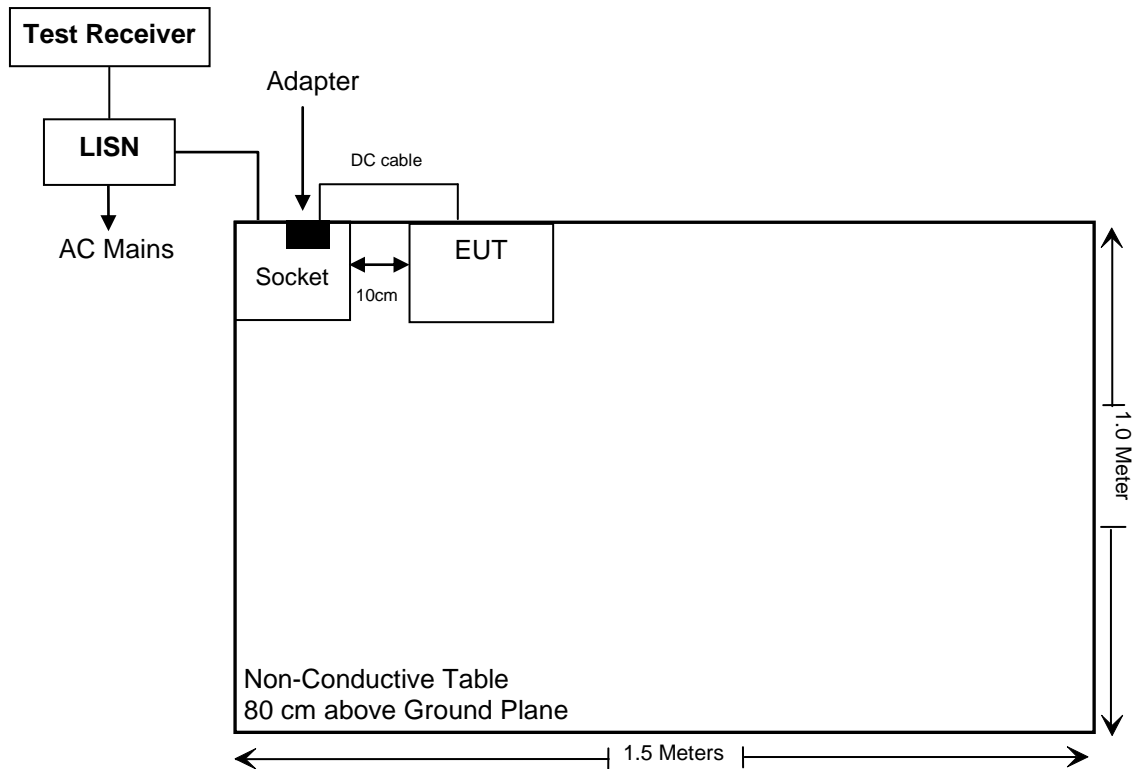 Test Receiver
Adapter
LISN
DC cable
AC Mains
Socket
EUT
10cm
1.0 Meter
Non-Conductive Table
80 cm above Ground Plane
1.5 Meters